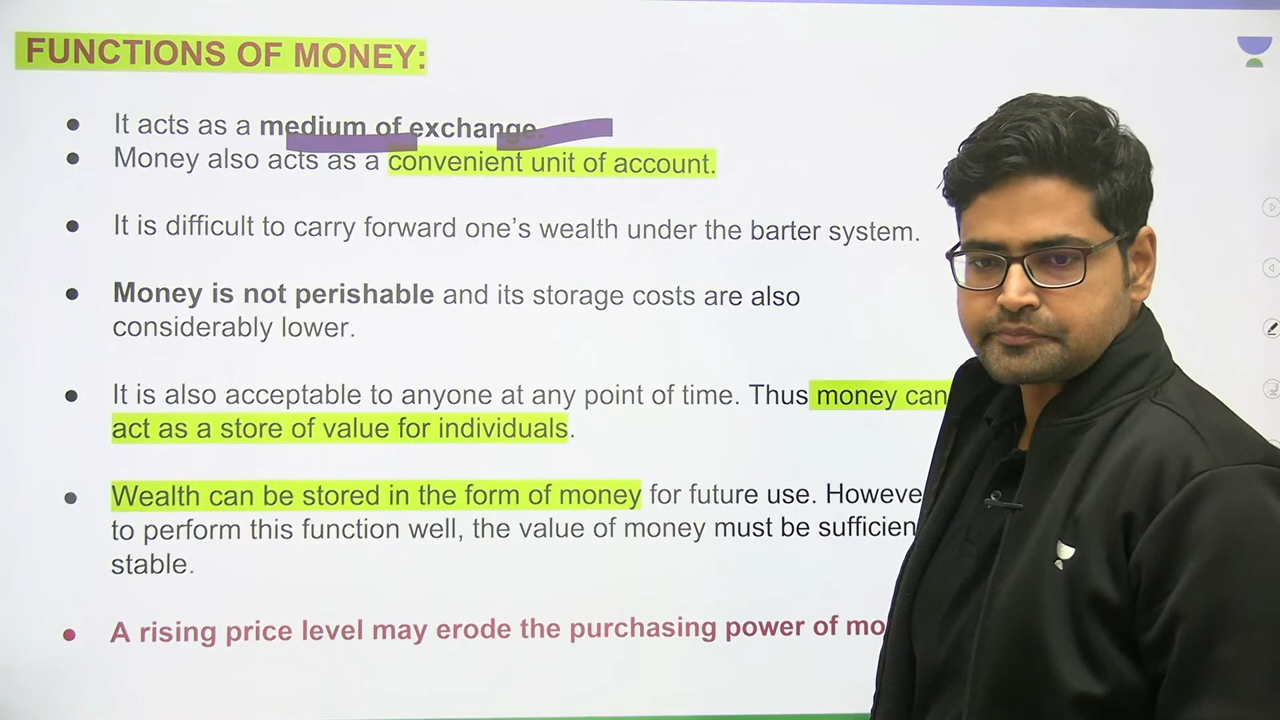 FUNCTIONS OF MONEY:
● It acts as a medium of exchange.
● Money also acts as a convenient unit of account.
● It is difficult to carry forward one’s wealth under the barter system.
● Money is not perishable and its storage costs are also
considerably lower.
● It is also acceptable to anyone at any point of time. Thus money can
act as a store of value for individuals.
● Wealth can be stored in the form of money for future use. Howeve
to perform this function well, the value of money must be sufficien
stable.
● A rising price level may erode the purchasing power of mo